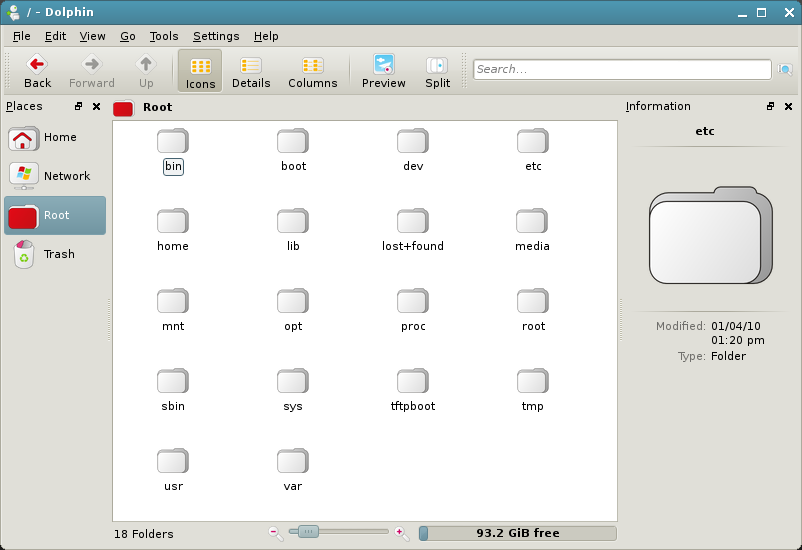 / – Dolphin
File Edit View Go Tools Settings Help
Back Forward Up Icons Details Columns Preview Split Search...
Places
Home
Network
Root
Trash
Root
bin boot dev etc
home lib lost+found media
mnt opt proc root
sbin sys tftpboot tmp
usr var
18 Folders
93.2 GiB free
Information
etc
Modified: 01/04/10
01:20 pm
Type: Folder